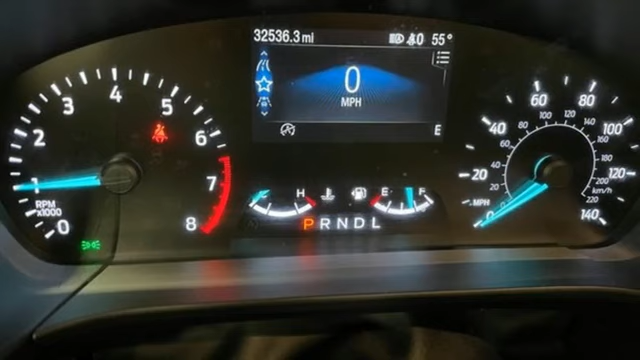 32536.3 mi
40 55°
0
MPH
E
0 1 2 3 4 5 6 7 8
RPM
x1000
H E F
PRNDL
0 20 40 60 80 100 120 140
MPH
20 40 60 80 100 120 140 160 180 200 220
km/h